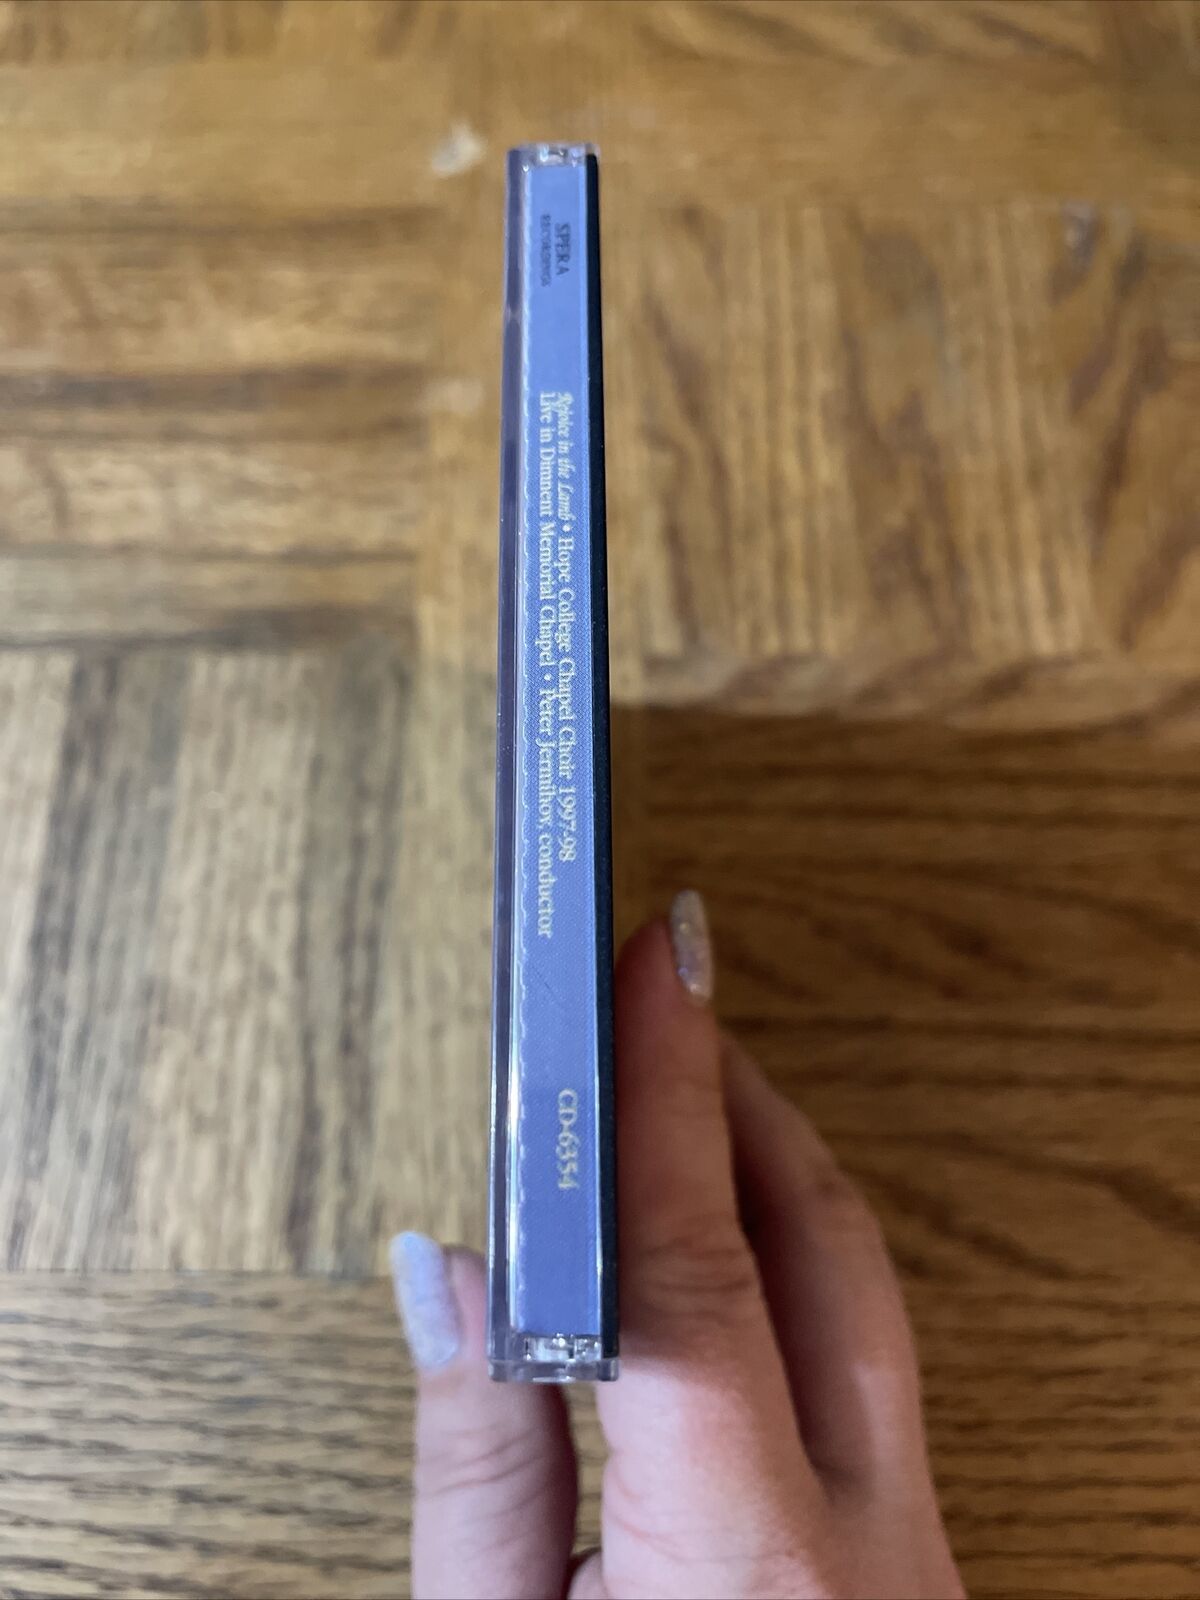 SPERA
RECORDINGS
Rejoice in the Lamb • Hope College Chapel Choir 1997-98
Live in Dimnent Memorial Chapel • Peter Jermihov, conductor
CD-6354